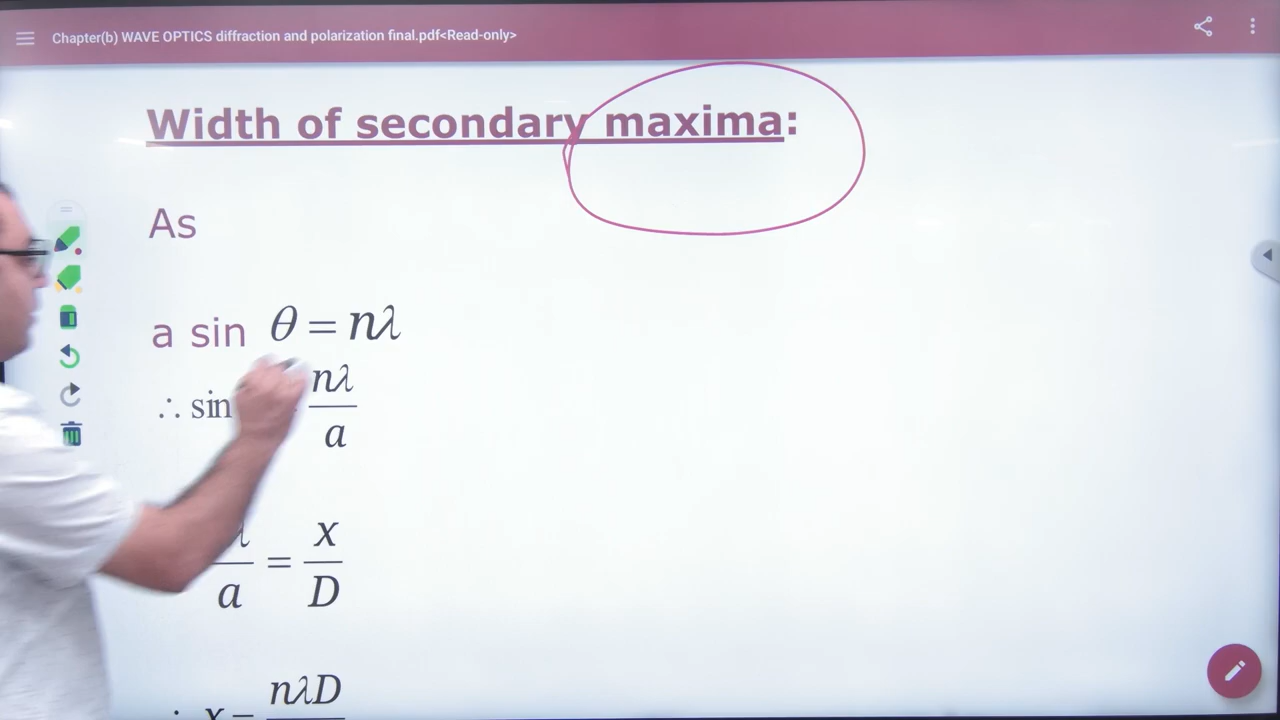 Chapter(b) WAVE OPTICS diffraction and polarization final.pdf<Read-only>
Width of secondary maxima:
As
a sin θ = nλ
∴ sin nλ / a
λ / a = x / D
∴ x = nλD